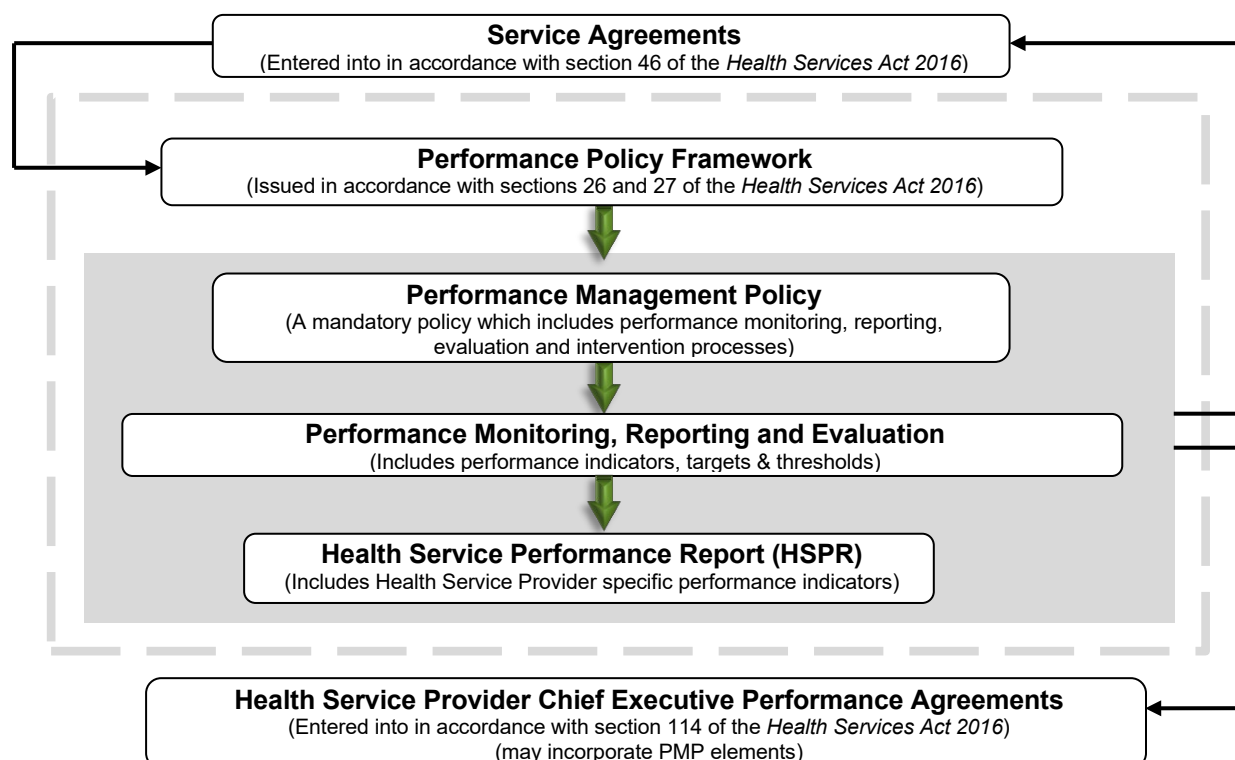 Service Agreements
(Entered into in accordance with section 46 of the Health Services Act 2016)
Performance Policy Framework
(Issued in accordance with sections 26 and 27 of the Health Services Act 2016)
Performance Management Policy
(A mandatory policy which includes performance monitoring, reporting,
evaluation and intervention processes)
Performance Monitoring, Reporting and Evaluation
(Includes performance indicators, targets & thresholds)
Health Service Performance Report (HSPR)
(Includes Health Service Provider specific performance indicators)
Health Service Provider Chief Executive Performance Agreements
(Entered into in accordance with section 114 of the Health Services Act 2016)
(may incorporate PMP elements)